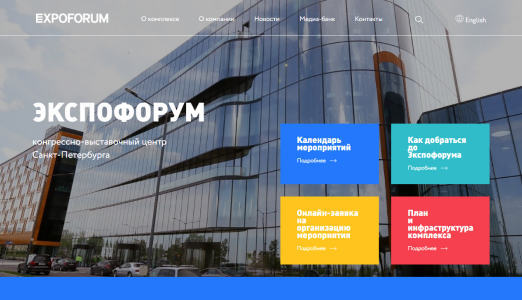 EXPOFORUM
О комплексе
О компании
Новости
Медиа-банк
Контакты
English
ЭКСПОФОРУМ
конгрессно-выставочный центр
Санкт-Петербурга
Календарь
мероприятий
Подробнее →
Как добраться
до
Экспофорума
Подробнее →
Онлайн-заявка
на
организацию
мероприятия
Подробнее →
План
и
инфраструктура
комплекса
Подробнее →